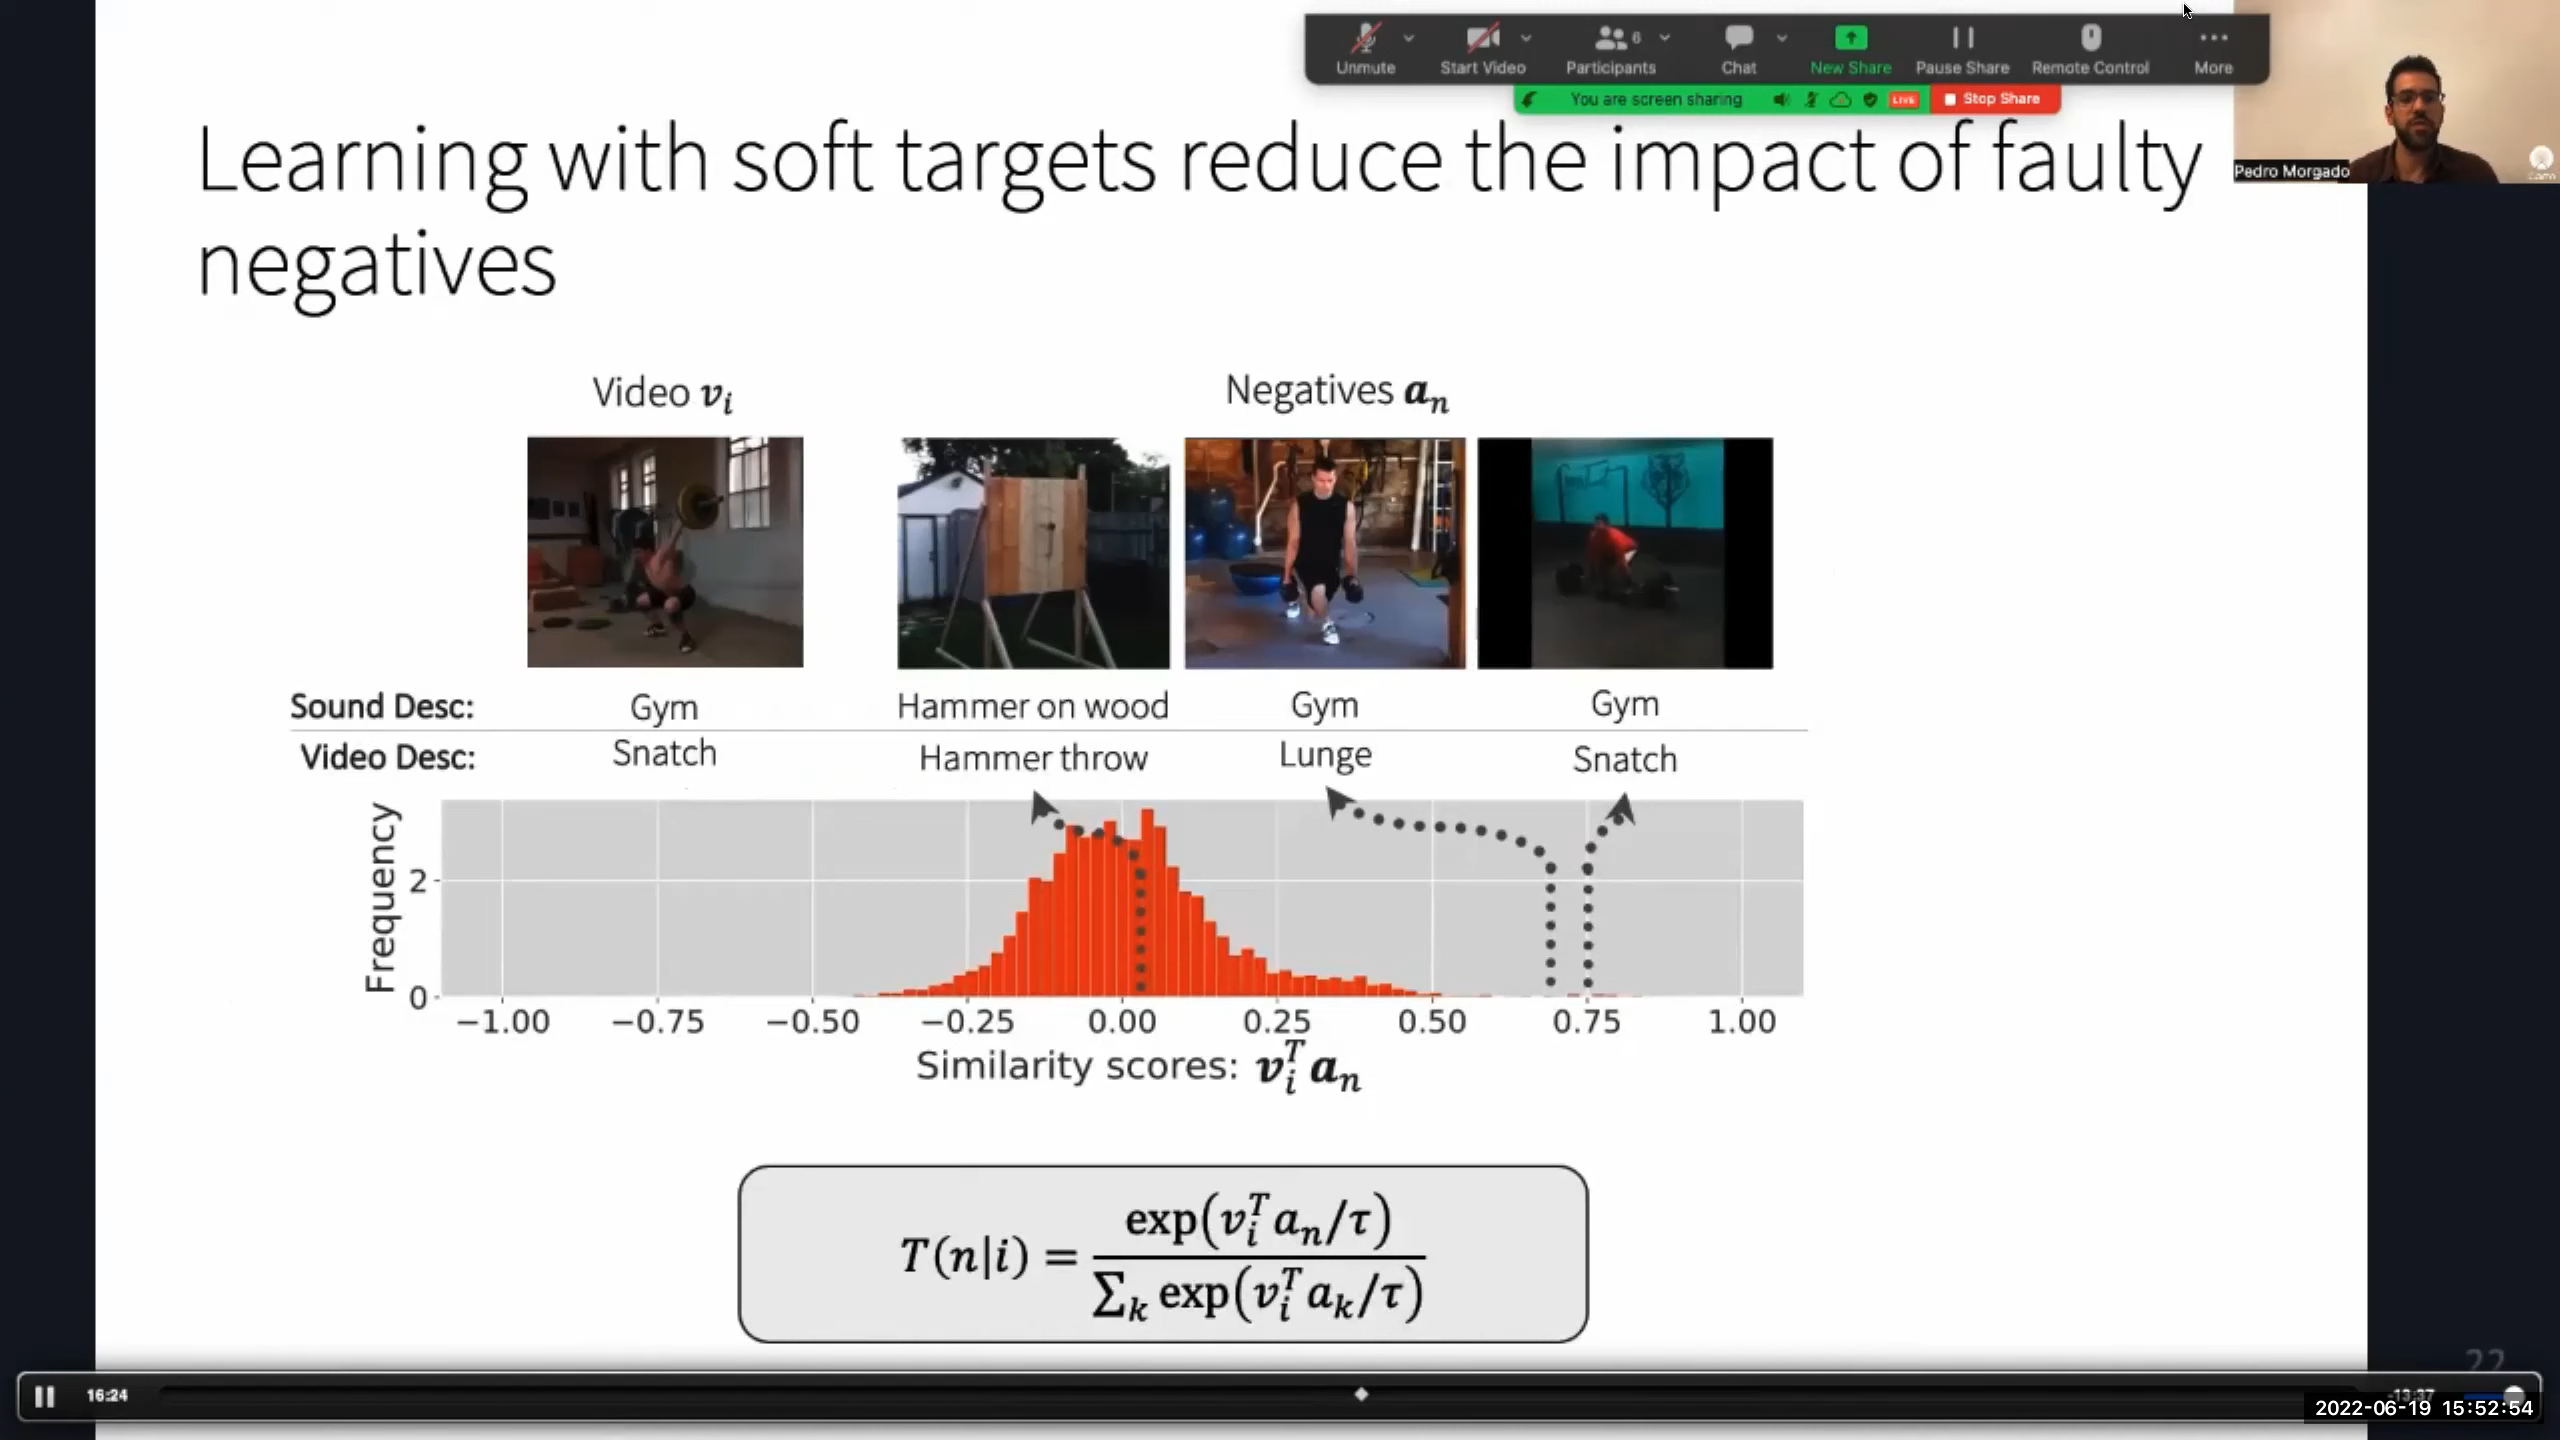 Unmute
Start Video
Participants
6
Chat
New Share
Pause Share
Remote Control
More
You are screen sharing
LIVE
Stop Share
Pedro Morgado
Learning with soft targets reduce the impact of faulty
negatives
Video vᵢ
Negatives aₙ
Sound Desc: Gym Hammer on wood Gym Gym
Video Desc: Snatch Hammer throw Lunge Snatch
Frequency
2
0
−1.00 −0.75 −0.50 −0.25 0.00 0.25 0.50 0.75 1.00
Similarity scores: vᵢᵀaₙ
T(n|i) = exp(vᵢᵀaₙ/τ) / ∑ₖ exp(vᵢᵀaₖ/τ)
22
16:24
-13:37
2022-06-19 15:52:54